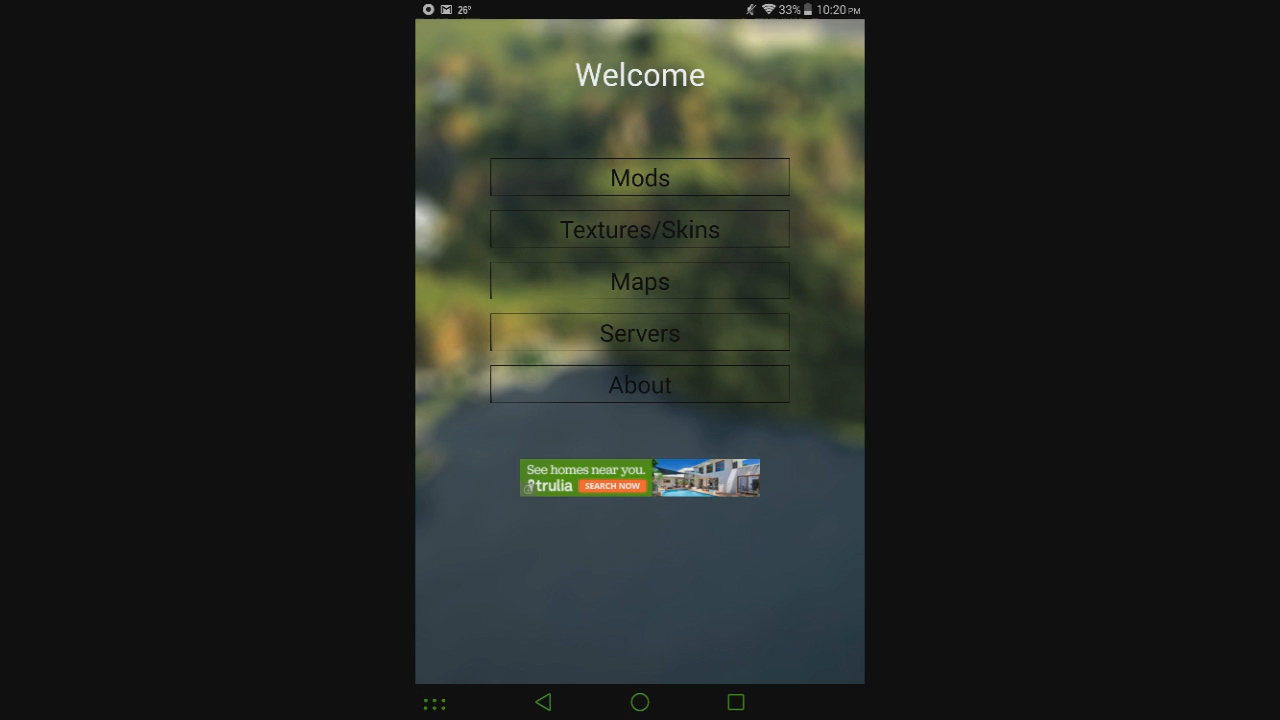 26° 33% 10:20 PM
Welcome
Mods
Textures/Skins
Maps
Servers
About
See homes near you.
trulia SEARCH NOW